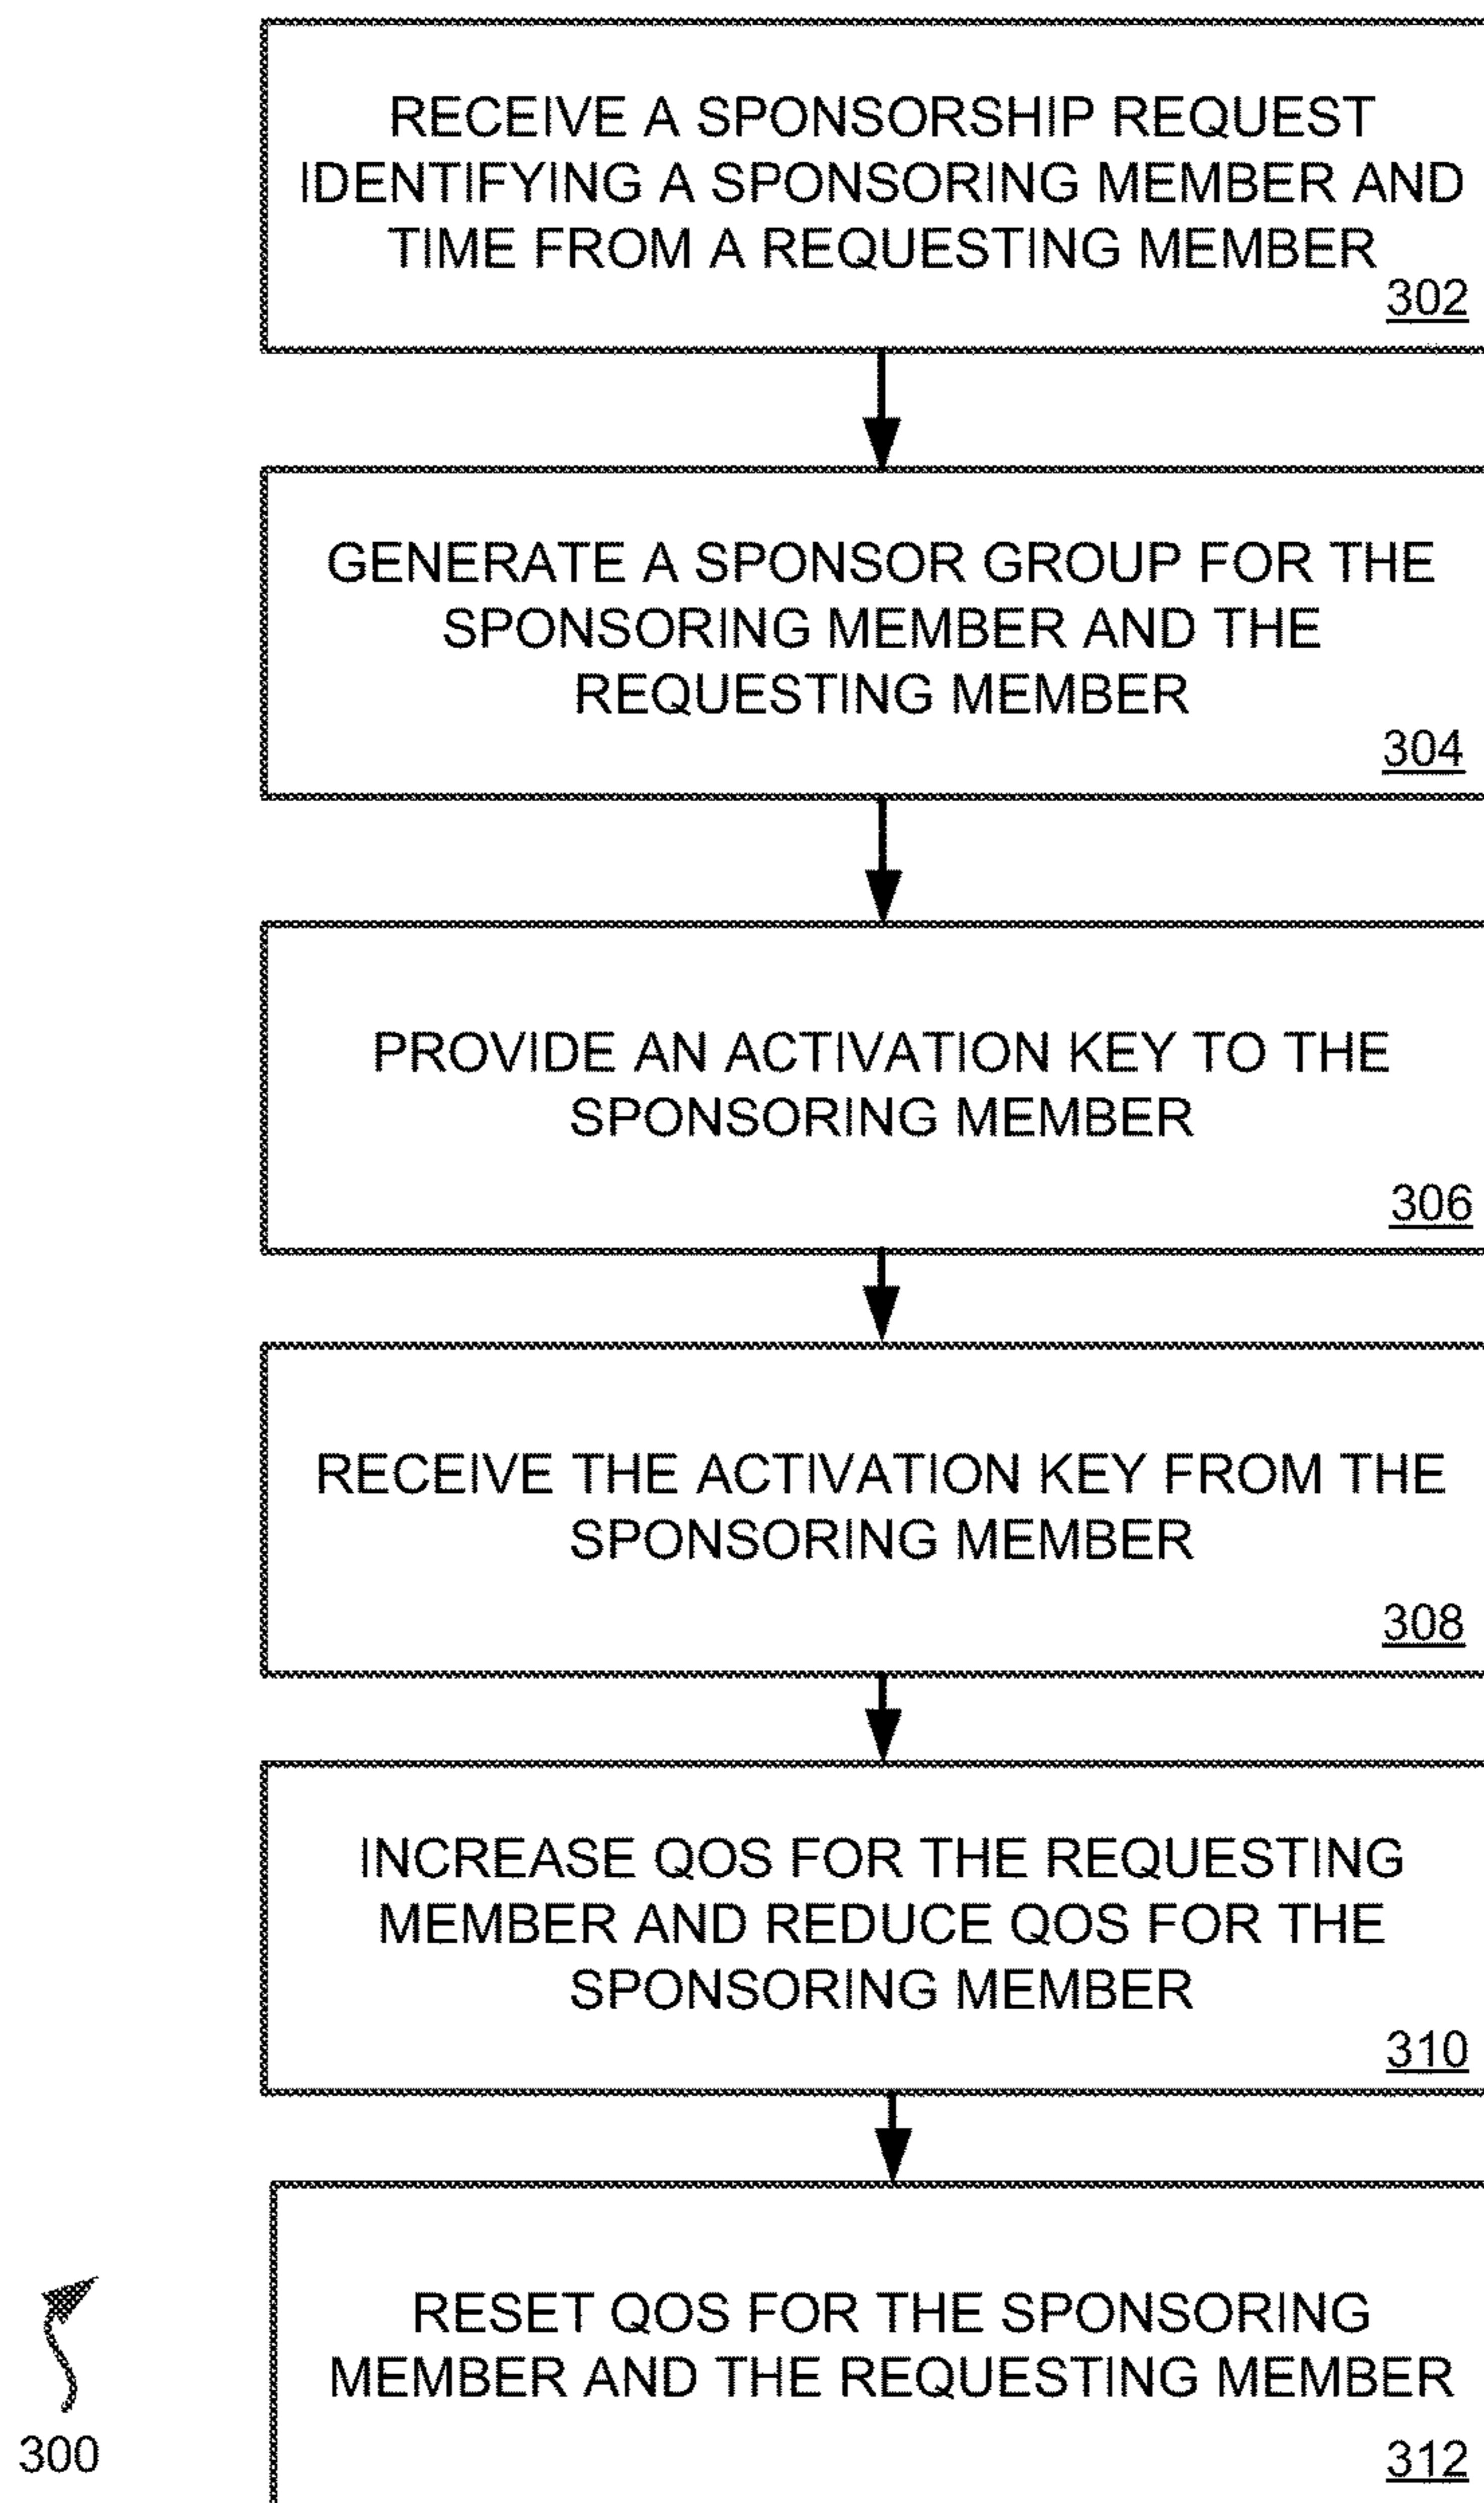 RECEIVE A SPONSORSHIP REQUEST
IDENTIFYING A SPONSORING MEMBER AND
TIME FROM A REQUESTING MEMBER
302
GENERATE A SPONSOR GROUP FOR THE
SPONSORING MEMBER AND THE
REQUESTING MEMBER
304
PROVIDE AN ACTIVATION KEY TO THE
SPONSORING MEMBER
306
RECEIVE THE ACTIVATION KEY FROM THE
SPONSORING MEMBER
308
INCREASE QOS FOR THE REQUESTING
MEMBER AND REDUCE QOS FOR THE
SPONSORING MEMBER
310
RESET QOS FOR THE SPONSORING
MEMBER AND THE REQUESTING MEMBER
312
300